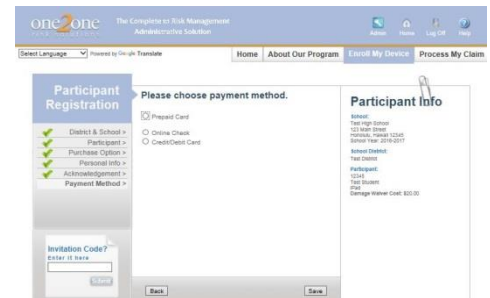 one2one
RISK SOLUTIONS
The Complete to Risk Management
Administrative Solution
Admin Home Log Off Help
Select Language Powered by Google Translate
Home About Our Program Enroll My Device Process My Claim
Participant
Registration
District & School >
Participant >
Purchase Option >
Personal Info >
Acknowledgement >
Payment Method >
Invitation Code?
Enter it here
Submit
Please choose payment method.
Prepaid Card
Online Check
Credit/Debit Card
Back Save
Participant Info
School:
Test High School
123 Main Street
Honolulu, Hawaii 12345
School Year: 2016-2017
School District:
Test District
Participant:
12345
Test Student
iPad
Damage Waiver Cost: $20.00